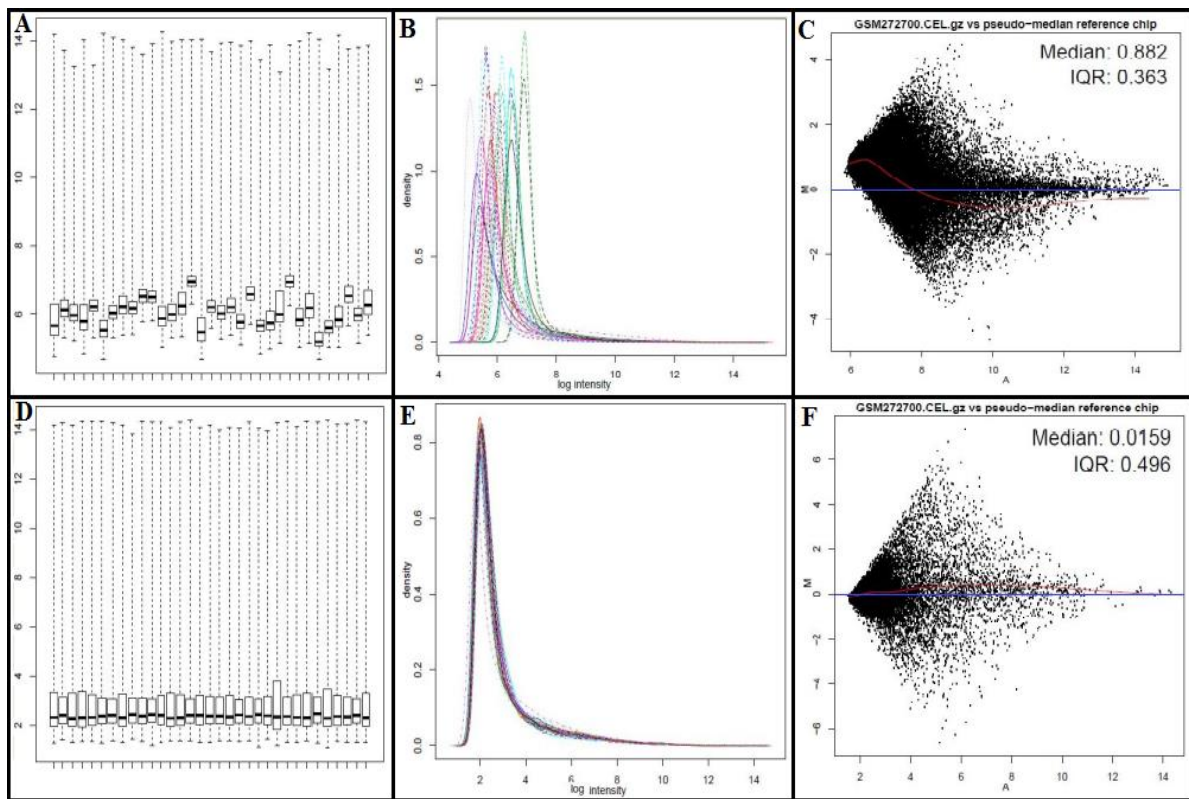 A
14
12
10
8
6
B
density
1.5
1.0
0.5
0.0
4 6 8 10 12 14
log intensity
C
GSM272700.CEL.gz vs pseudo-median reference chip
Median: 0.882
IQR: 0.363
M
4
2
0
-2
-4
6 8 10 12 14
A
D
14
12
10
8
6
4
2
E
density
0.8
0.6
0.4
0.2
0.0
2 4 6 8 10 12 14
log intensity
F
GSM272700.CEL.gz vs pseudo-median reference chip
Median: 0.0159
IQR: 0.496
M
6
4
2
0
-2
-4
-6
2 4 6 8 10 12 14
A